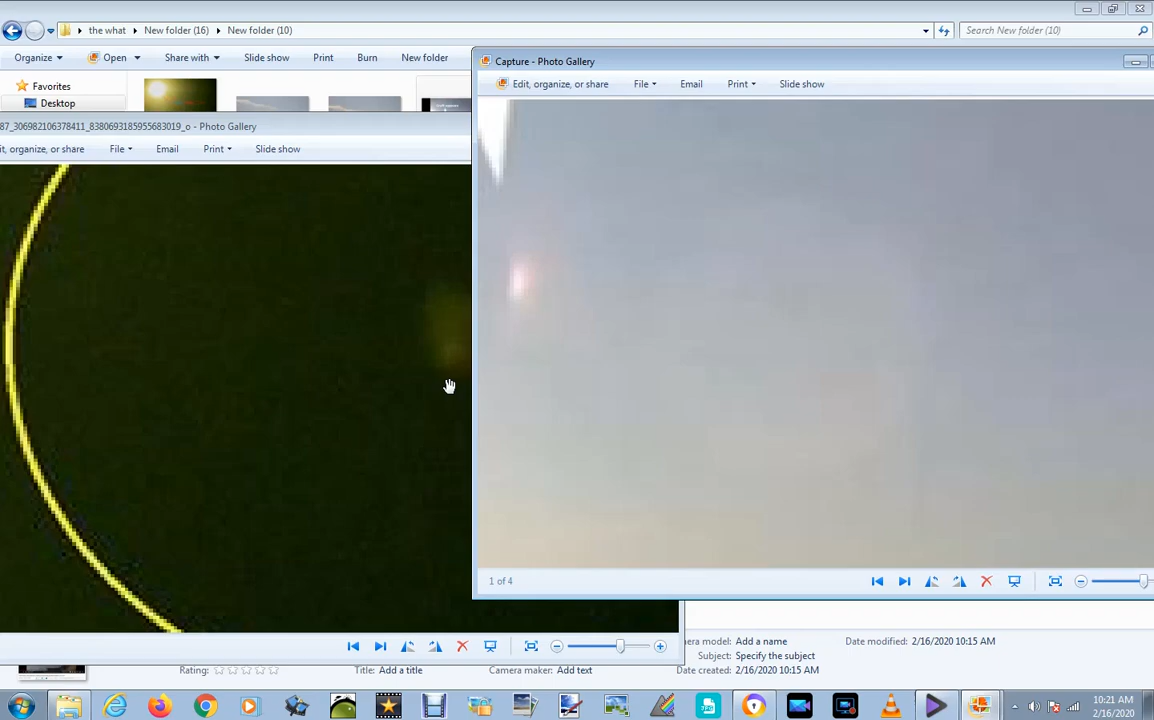 the what
New folder (16)
New folder (10)
Search New folder (10)
Organize
Open
Share with
Slide show
Print
Burn
New folder
Favorites
Desktop
Capture - Photo Gallery
Edit, organize, or share
File
Email
Print
Slide show
87_306982106378411_8380693185955683019_o - Photo Gallery
it, organize, or share
File
Email
Print
Slide show
1 of 4
era model: Add a name
Date modified: 2/16/2020 10:15 AM
Subject: Specify the subject
Rating:
Title: Add a title
Camera maker: Add text
Date created: 2/16/2020 10:15 AM
JPG
10:21 AM
2/16/2020